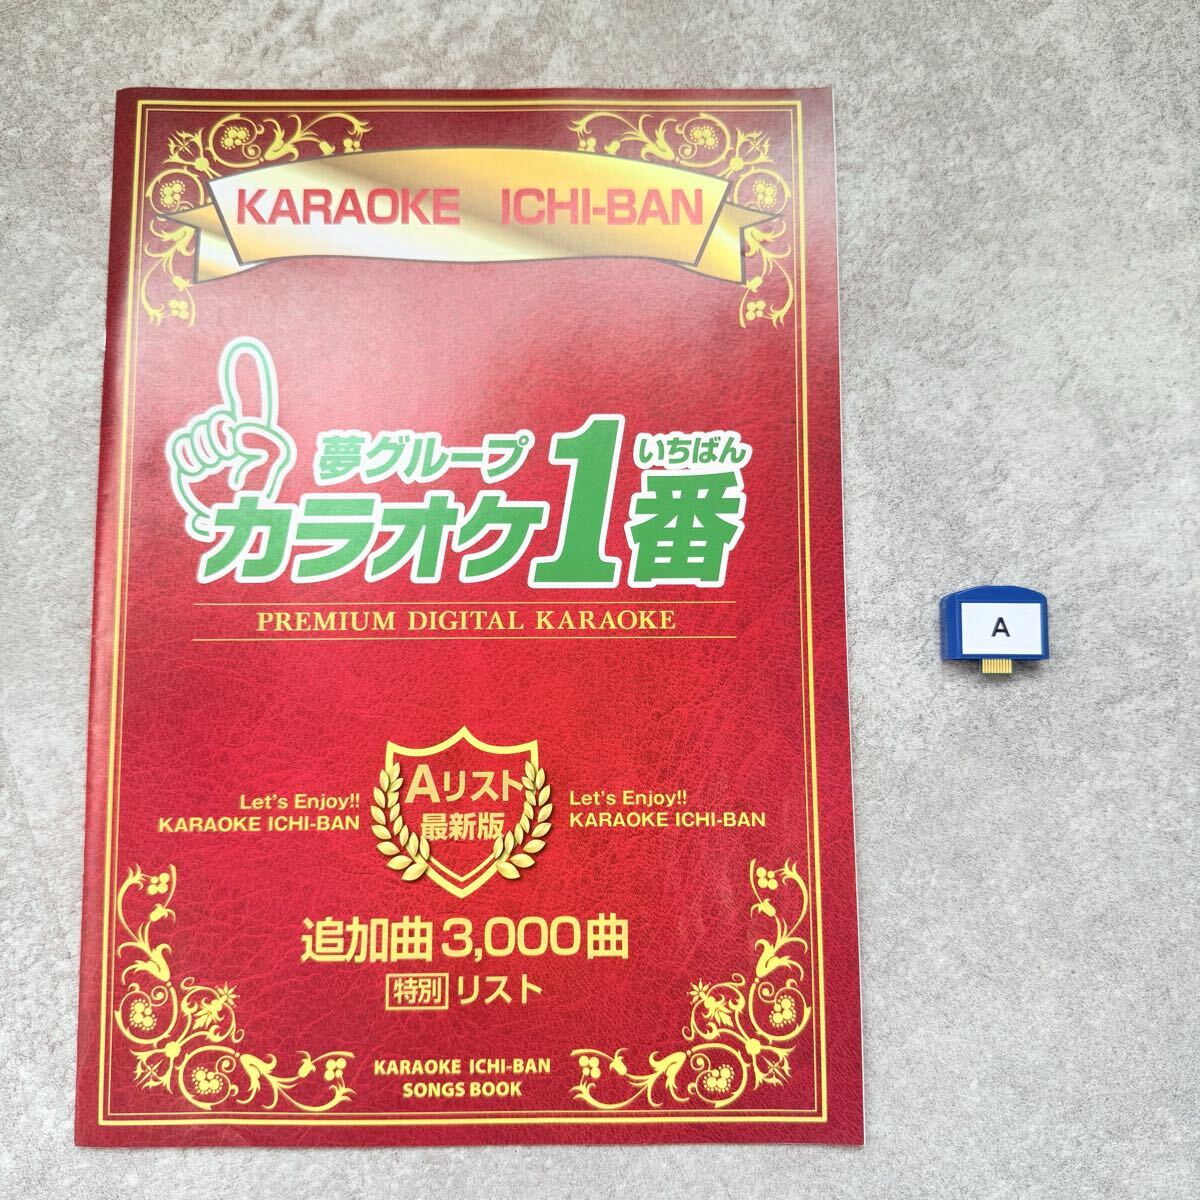 KARAOKE ICHI-BAN
夢グループ
いちばん
カラオケ1番
PREMIUM DIGITAL KARAOKE
Let's Enjoy!!
KARAOKE ICHI-BAN
Aリスト
最新版
Let's Enjoy!!
KARAOKE ICHI-BAN
追加曲3,000曲
特別 リスト
KARAOKE ICHI-BAN
SONGS BOOK
A